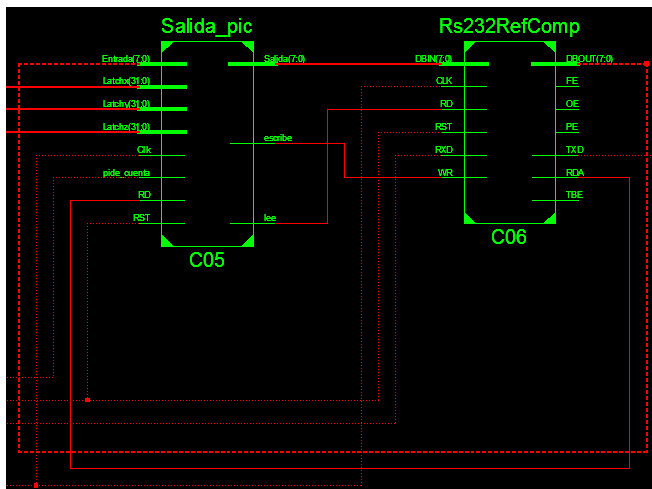 Salida_pic
Rs232RefComp
Entrada(7:0)
Salida(7:0)
DBIN(7:0)
DBOUT(7:0)
Latchx(31:0)
CLK
FE
Latchy(31:0)
RD
OE
Latchz(31:0)
RST
PE
escribe
Clk
RXD
TXD
pide_cuenta
WR
RDA
RD
TBE
RST
lee
C05
C06